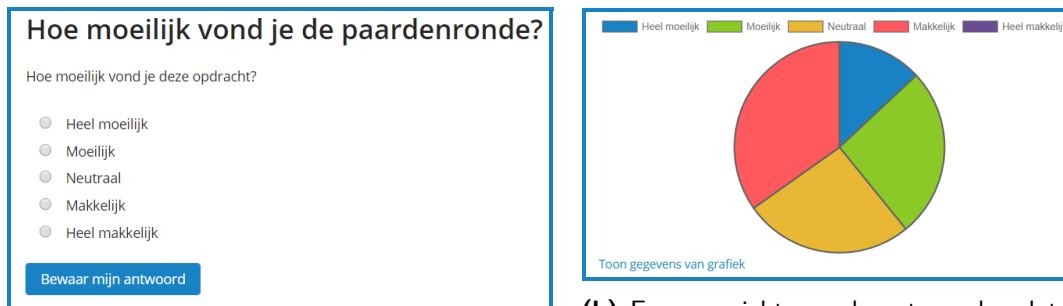 Hoe moeilijk vond je de paardenronde?
Hoe moeilijk vond je deze opdracht?
Heel moeilijk
Moeilijk
Neutraal
Makkelijk
Heel makkelijk
Bewaar mijn antwoord
Heel moeilijk Moeilijk Neutraal Makkelijk Heel makkelijk
Toon gegevens van grafiek